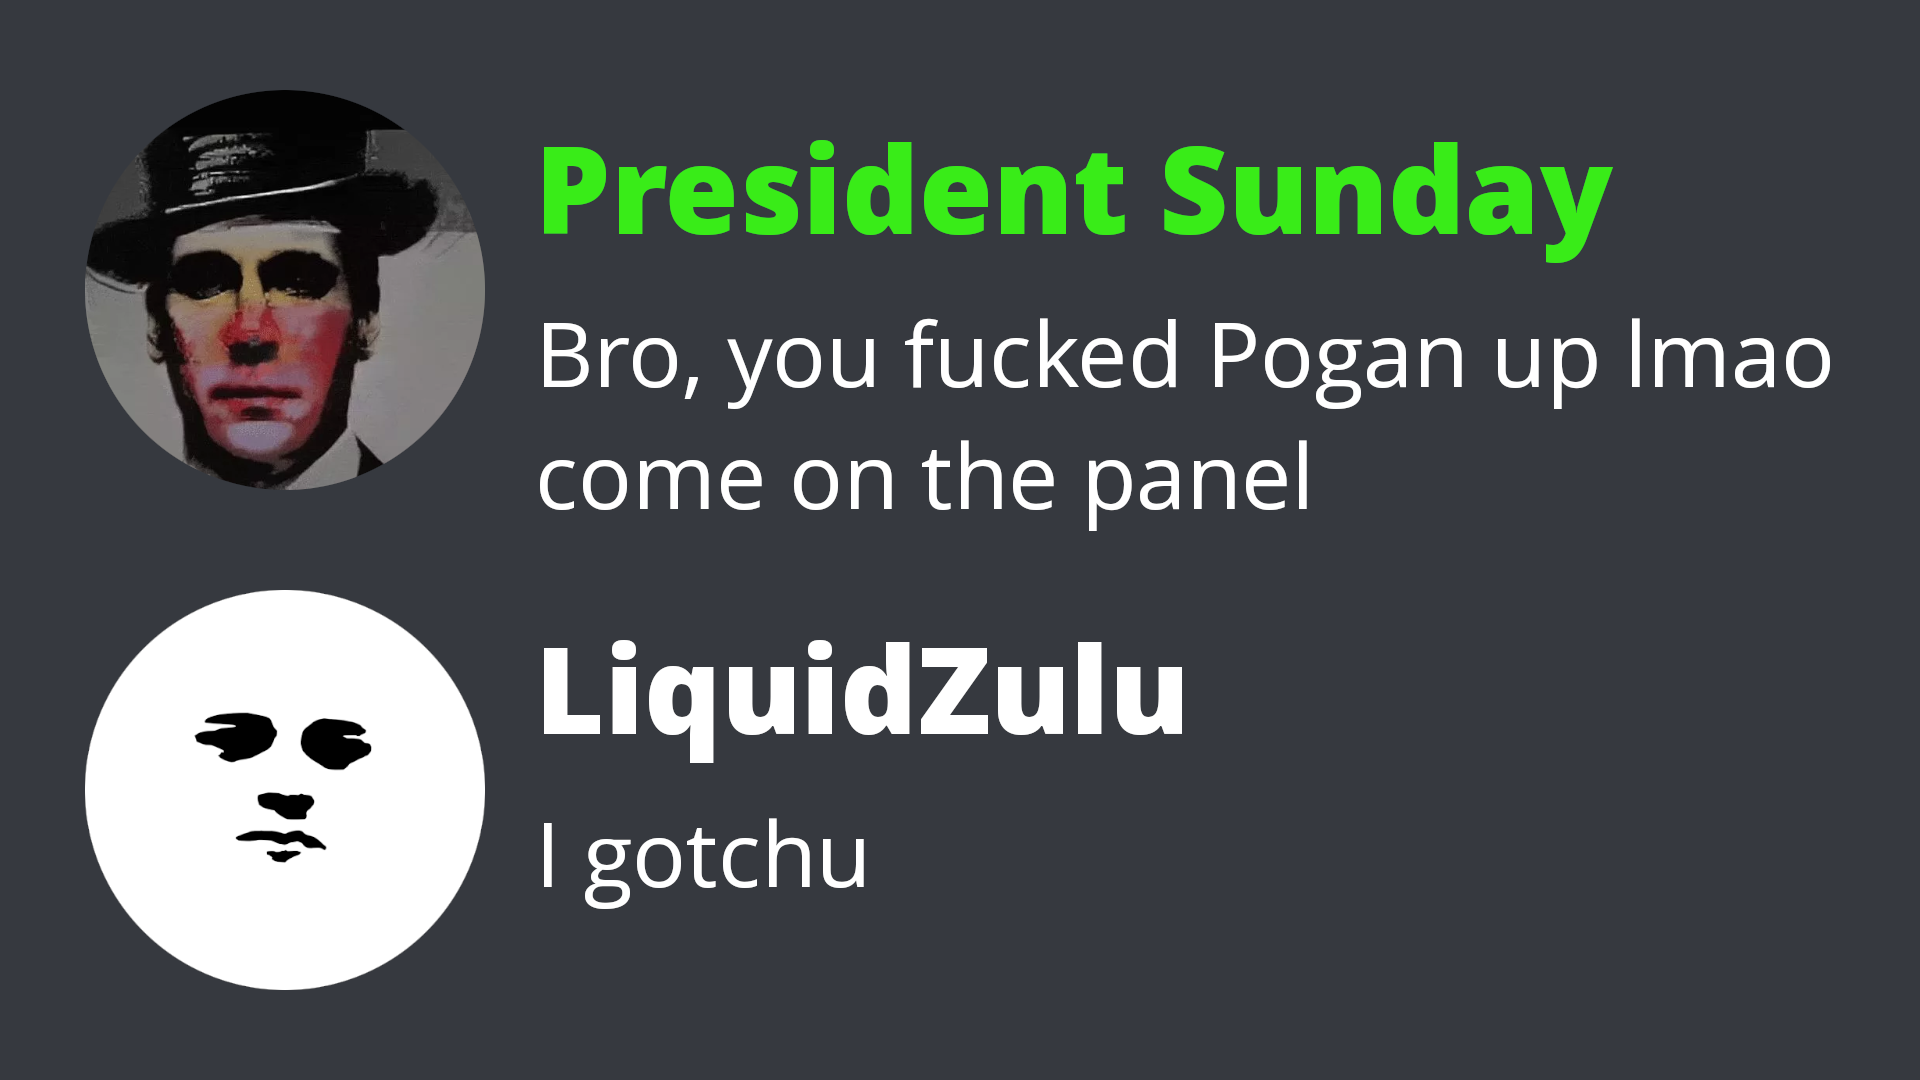 President Sunday
Bro, you fucked Pogan up lmao
come on the panel
LiquidZulu
I gotchu